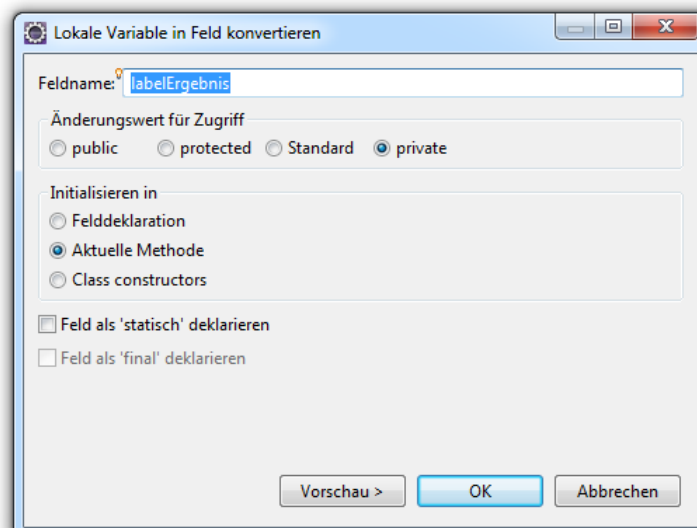 Lokale Variable in Feld konvertieren
Feldname: labelErgebnis
Änderungswert für Zugriff
public protected Standard private
Initialisieren in
Felddeklaration
Aktuelle Methode
Class constructors
Feld als 'statisch' deklarieren
Feld als 'final' deklarieren
Vorschau > OK Abbrechen